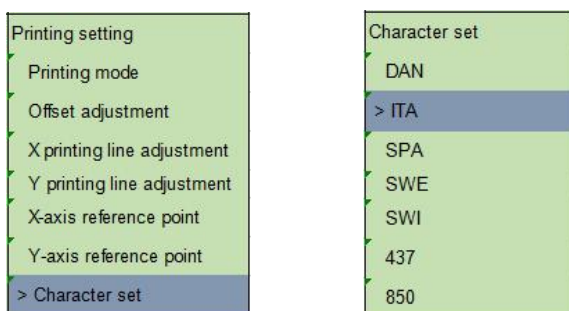 Printing setting
Printing mode
Offset adjustment
X printing line adjustment
Y printing line adjustment
X-axis reference point
Y-axis reference point
> Character set
Character set
DAN
> ITA
SPA
SWE
SWI
437
850